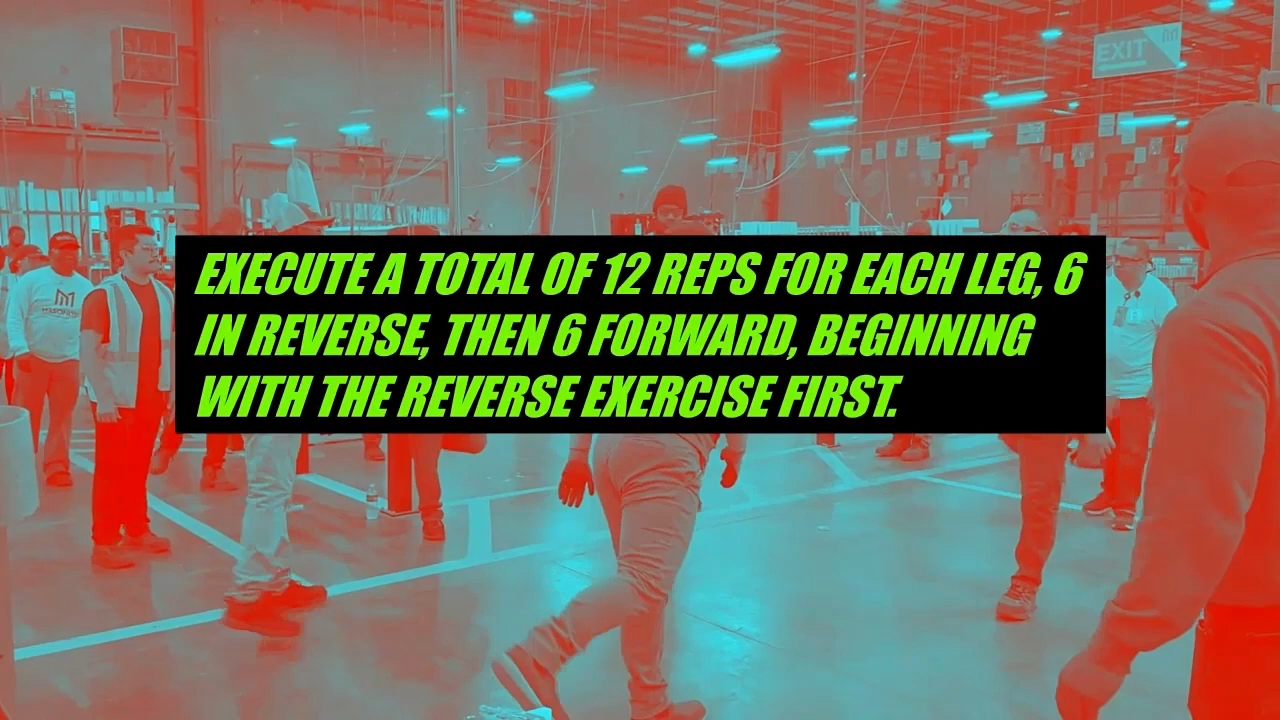 EXIT
EXECUTE A TOTAL OF 12 REPS FOR EACH LEG, 6
IN REVERSE, THEN 6 FORWARD, BEGINNING
WITH THE REVERSE EXERCISE FIRST.